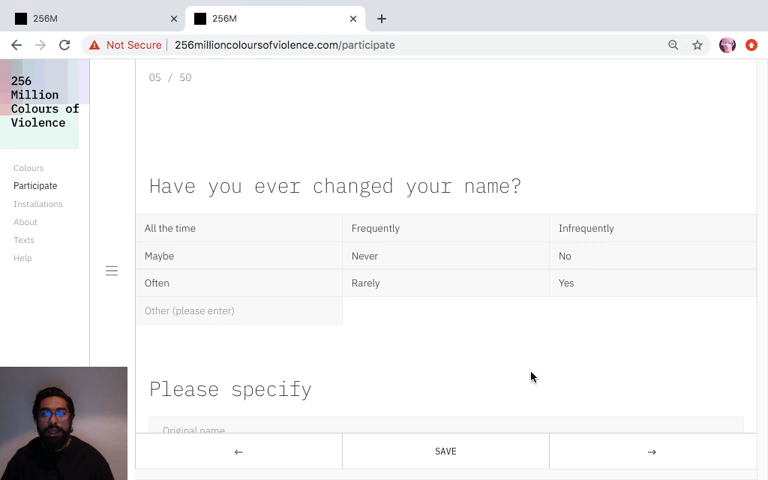 256M
256M
Not Secure
256millioncoloursofviolence.com/participate
256
Million
Colours of
Violence
Colours
Participate
Installations
About
Texts
Help
05 / 50
Have you ever changed your name?
All the time Frequently Infrequently
Maybe Never No
Often Rarely Yes
Other (please enter)
Please specify
Original name
← SAVE →